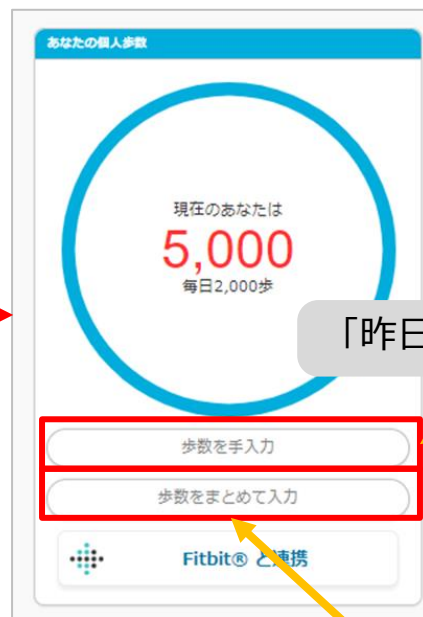 あなたの個人歩数
現在のあなたは
5,000
毎日2,000歩
「昨日
歩数を手入力
歩数をまとめて入力
Fitbit® と連携